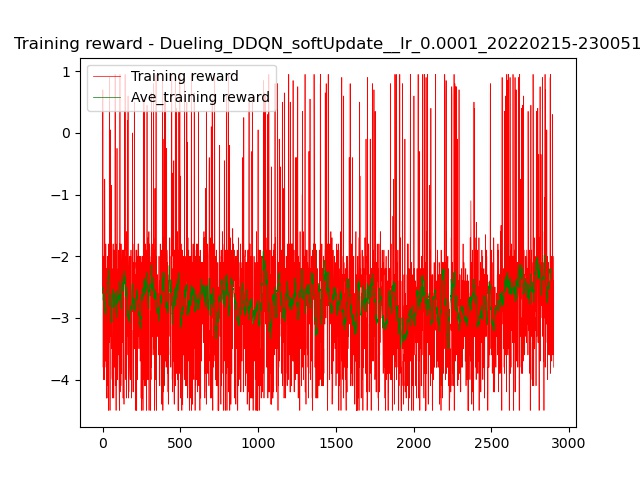 Training reward - Dueling_DDQN_softUpdate__lr_0.0001_20220215-230051
Training reward
Ave_training reward
1
0
−1
−2
−3
−4
0 500 1000 1500 2000 2500 3000